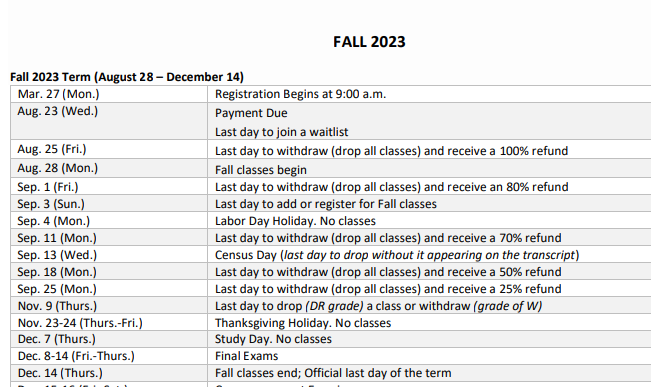 FALL 2023
Fall 2023 Term (August 28 – December 14)
Mar. 27 (Mon.) Registration Begins at 9:00 a.m.
Aug. 23 (Wed.) Payment Due
Last day to join a waitlist
Aug. 25 (Fri.) Last day to withdraw (drop all classes) and receive a 100% refund
Aug. 28 (Mon.) Fall classes begin
Sep. 1 (Fri.) Last day to withdraw (drop all classes) and receive an 80% refund
Sep. 3 (Sun.) Last day to add or register for Fall classes
Sep. 4 (Mon.) Labor Day Holiday. No classes
Sep. 11 (Mon.) Last day to withdraw (drop all classes) and receive a 70% refund
Sep. 13 (Wed.) Census Day (last day to drop without it appearing on the transcript)
Sep. 18 (Mon.) Last day to withdraw (drop all classes) and receive a 50% refund
Sep. 25 (Mon.) Last day to withdraw (drop all classes) and receive a 25% refund
Nov. 9 (Thurs.) Last day to drop (DR grade) a class or withdraw (grade of W)
Nov. 23-24 (Thurs.-Fri.) Thanksgiving Holiday. No classes
Dec. 7 (Thurs.) Study Day. No classes
Dec. 8-14 (Fri.-Thurs.) Final Exams
Dec. 14 (Thurs.) Fall classes end; Official last day of the term